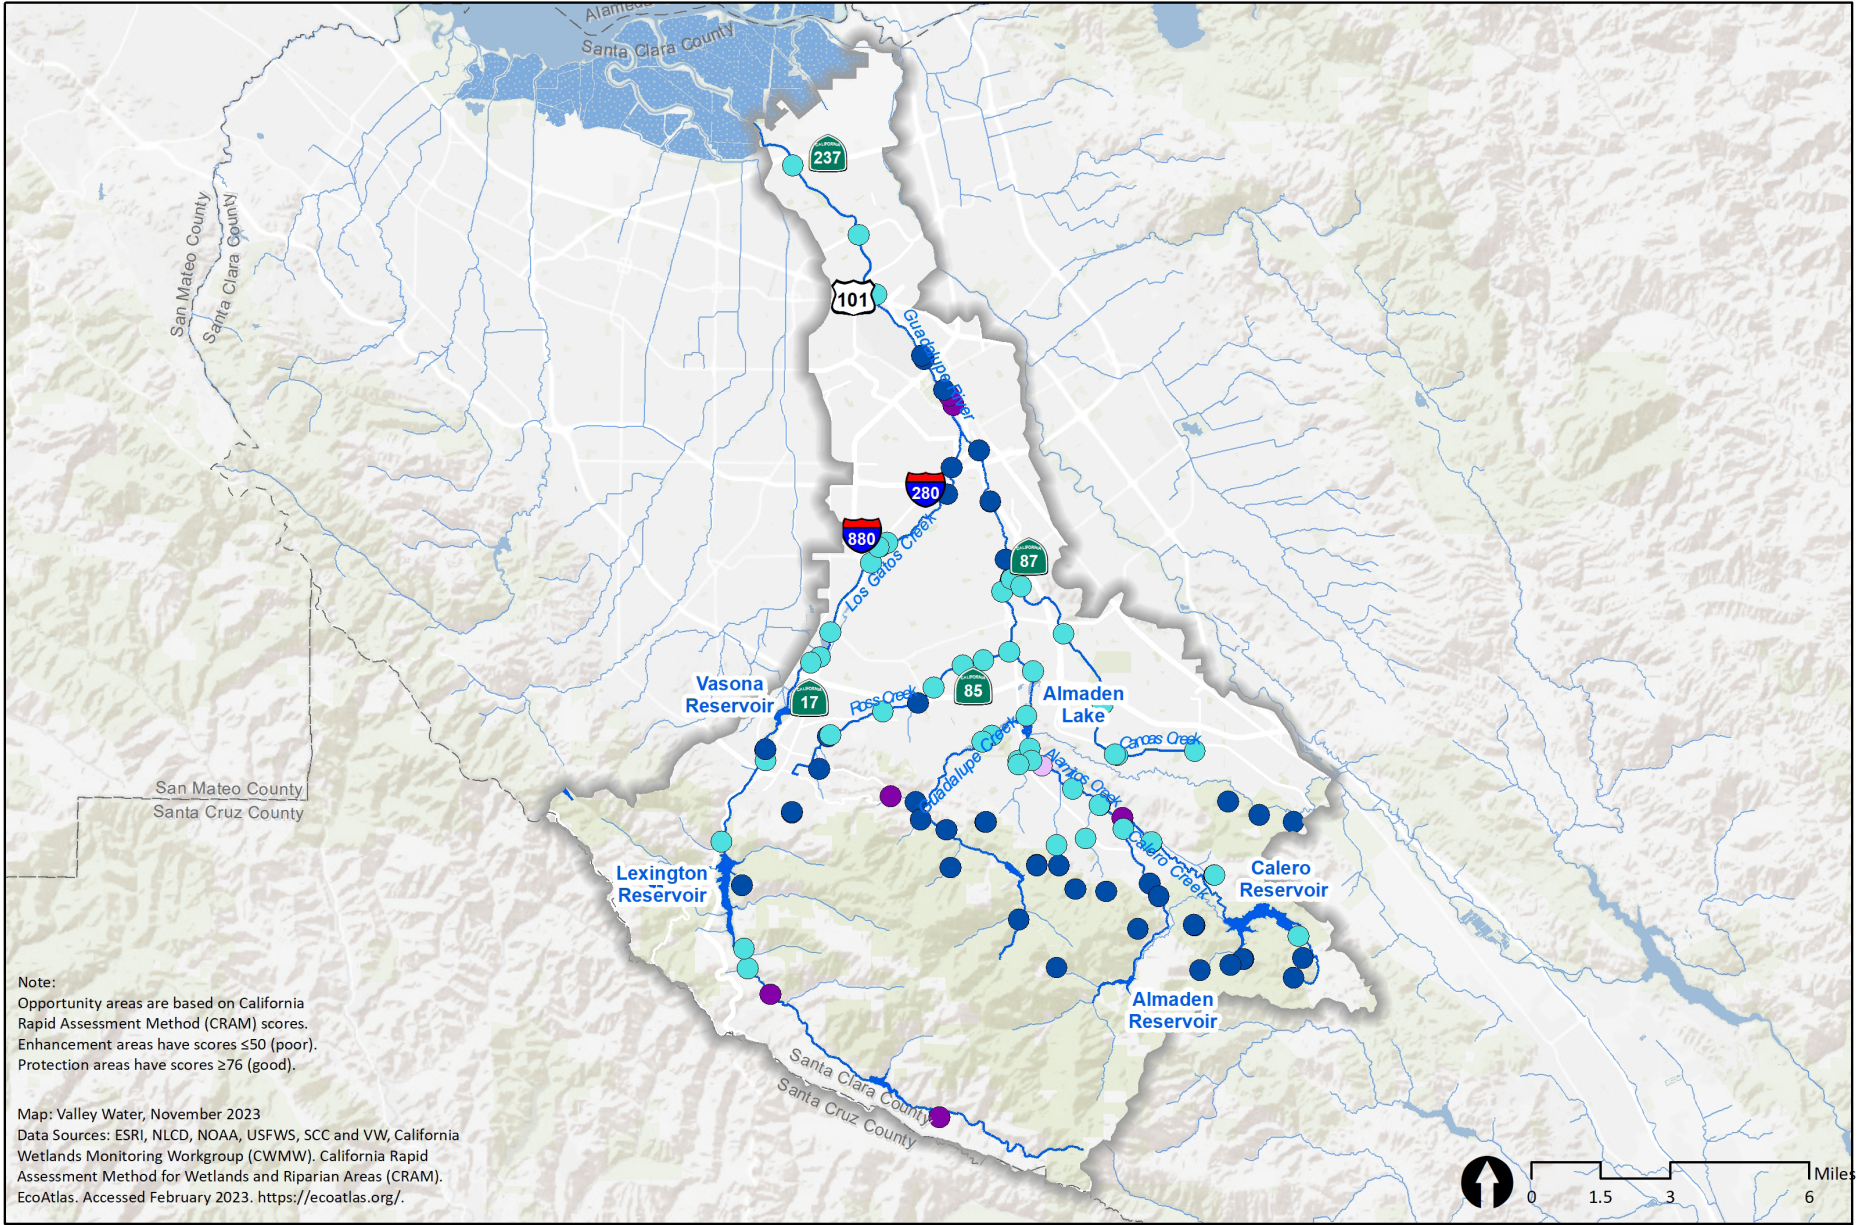 Alameda
Santa Clara County
CALIFORNIA
237
San Mateo County
Santa Clara County
101
Guadalupe River
280
880
CALIFORNIA
87
Los Gatos Creek
Vasona
Reservoir
CALIFORNIA
17
Ross Creek
CALIFORNIA
85
Almaden
Lake
Canoas Creek
Guadalupe Creek
Alamitos Creek
San Mateo County
Santa Cruz County
Calero Creek
Lexington
Reservoir
Calero
Reservoir
Almaden
Reservoir
Santa Clara County
Santa Cruz County
Note:
Opportunity areas are based on California
Rapid Assessment Method (CRAM) scores.
Enhancement areas have scores ≤50 (poor).
Protection areas have scores ≥76 (good).
Map: Valley Water, November 2023
Data Sources: ESRI, NLCD, NOAA, USFWS, SCC and VW, California
Wetlands Monitoring Workgroup (CWMW). California Rapid
Assessment Method for Wetlands and Riparian Areas (CRAM).
EcoAtlas. Accessed February 2023. https://ecoatlas.org/.
Miles
0 1.5 3 6